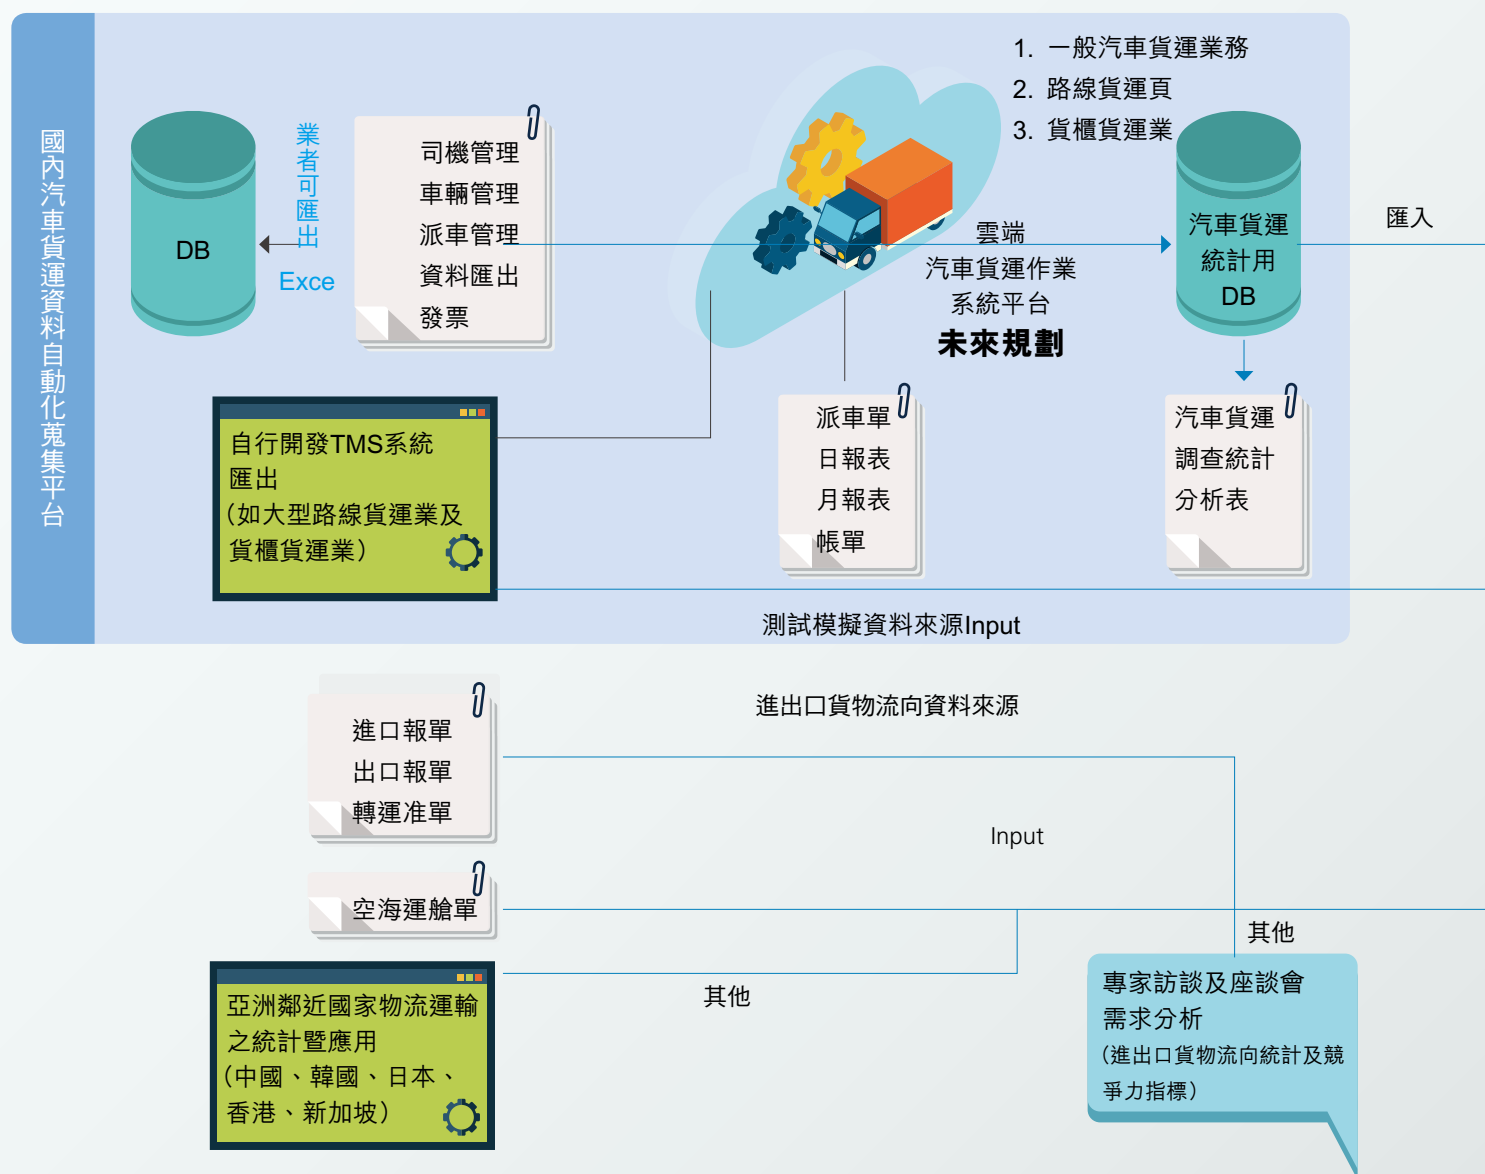 國內汽車貨運資料自動化蒐集平台
DB
業者可匯出
Exce
司機管理
車輛管理
派車管理
資料匯出
發票
1. 一般汽車貨運業務
2. 路線貨運頁
3. 貨櫃貨運業
雲端
汽車貨運作業
系統平台
未來規劃
汽車貨運
統計用
DB
匯入
自行開發TMS系統
匯出
（如大型路線貨運業及
貨櫃貨運業）
派車單
日報表
月報表
帳單
汽車貨運
調查統計
分析表
測試模擬資料來源Input
進出口貨物流向資料來源
進口報單
出口報單
轉運准單
Input
空海運艙單
其他
亞洲鄰近國家物流運輸
之統計暨應用
（中國、韓國、日本、
香港、新加坡）
其他
專家訪談及座談會
需求分析
（進出口貨物流向統計及競
爭力指標）